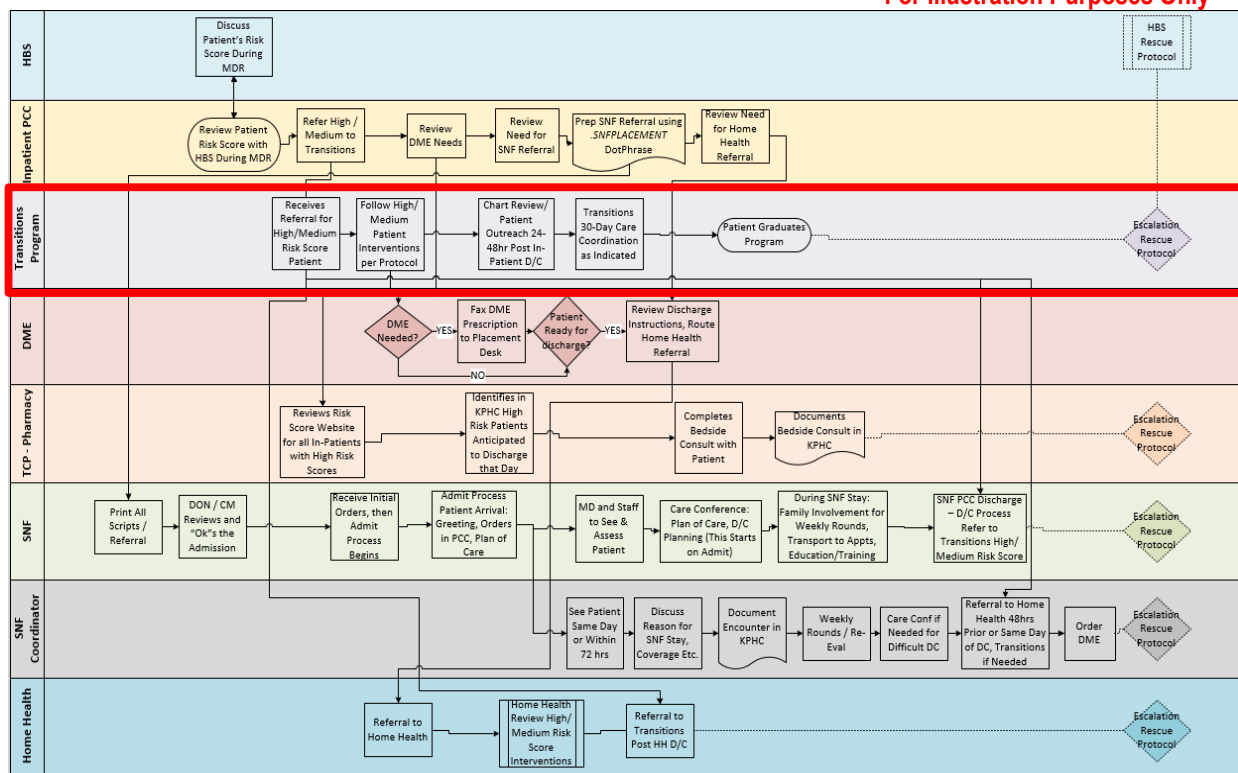 For Illustration Purposes Only
HBS
Discuss
Patient's Risk
Score During
MDR
HBS
Rescue
Protocol
Inpatient PCC
Review Patient
Risk Score with
HBS During MDR
Refer High /
Medium to
Transitions
Review
DME Needs
Review
Need for
SNF Referral
Prep SNF Referral using
.SNFPLACEMENT
DotPhrase
Review Need
for Home
Health
Referral
Transitions
Program
Receives
Referral for
High/Medium
Risk Score
Patient
Follow High/
Medium
Patient
Interventions
per Protocol
Chart Review/
Patient
Outreach 24-
48hr Post In-
Patient D/C
Transitions
30-Day Care
Coordination
as Indicated
Patient Graduates
Program
Escalation
Rescue
Protocol
DME
DME
Needed?
YES
Fax DME
Prescription
to Placement
Desk
Patient
Ready for
discharge?
YES
Review Discharge
Instructions, Route
Home Health
Referral
NO
TCP - Pharmacy
Reviews Risk
Score Website
for all In-Patients
with High Risk
Scores
Identifies in
KPHC High
Risk Patients
Anticipated
to Discharge
that Day
Completes
Bedside
Consult with
Patient
Documents
Bedside Consult in
KPHC
Escalation
Rescue
Protocol
SNF
Print All
Scripts /
Referral
DON / CM
Reviews and
"Ok"s the
Admission
Receive Initial
Orders, then
Admit
Process
Begins
Admit Process
Patient Arrival:
Greeting, Orders
in PCC, Plan of
Care
MD and Staff
to See &
Assess
Patient
Care Conference:
Plan of Care, D/C
Planning (This Starts
on Admit)
During SNF Stay:
Family Involvement for
Weekly Rounds,
Transport to Appts,
Education/Training
SNF PCC Discharge
– D/C Process
Refer to
Transitions High/
Medium Risk Score
Escalation
Rescue
Protocol
SNF
Coordinator
See Patient
Same Day
or Within
72 hrs
Discuss
Reason for
SNF Stay,
Coverage Etc.
Document
Encounter in
KPHC
Weekly
Rounds / Re-
Eval
Care Conf if
Needed for
Difficult DC
Referral to Home
Health 48hrs
Prior or Same Day
of DC, Transitions
if Needed
Order
DME
Escalation
Rescue
Protocol
Home Health
Referral to
Home Health
Home Health
Review High/
Medium Risk
Score
Interventions
Referral to
Transitions
Post HH D/C
Escalation
Rescue
Protocol